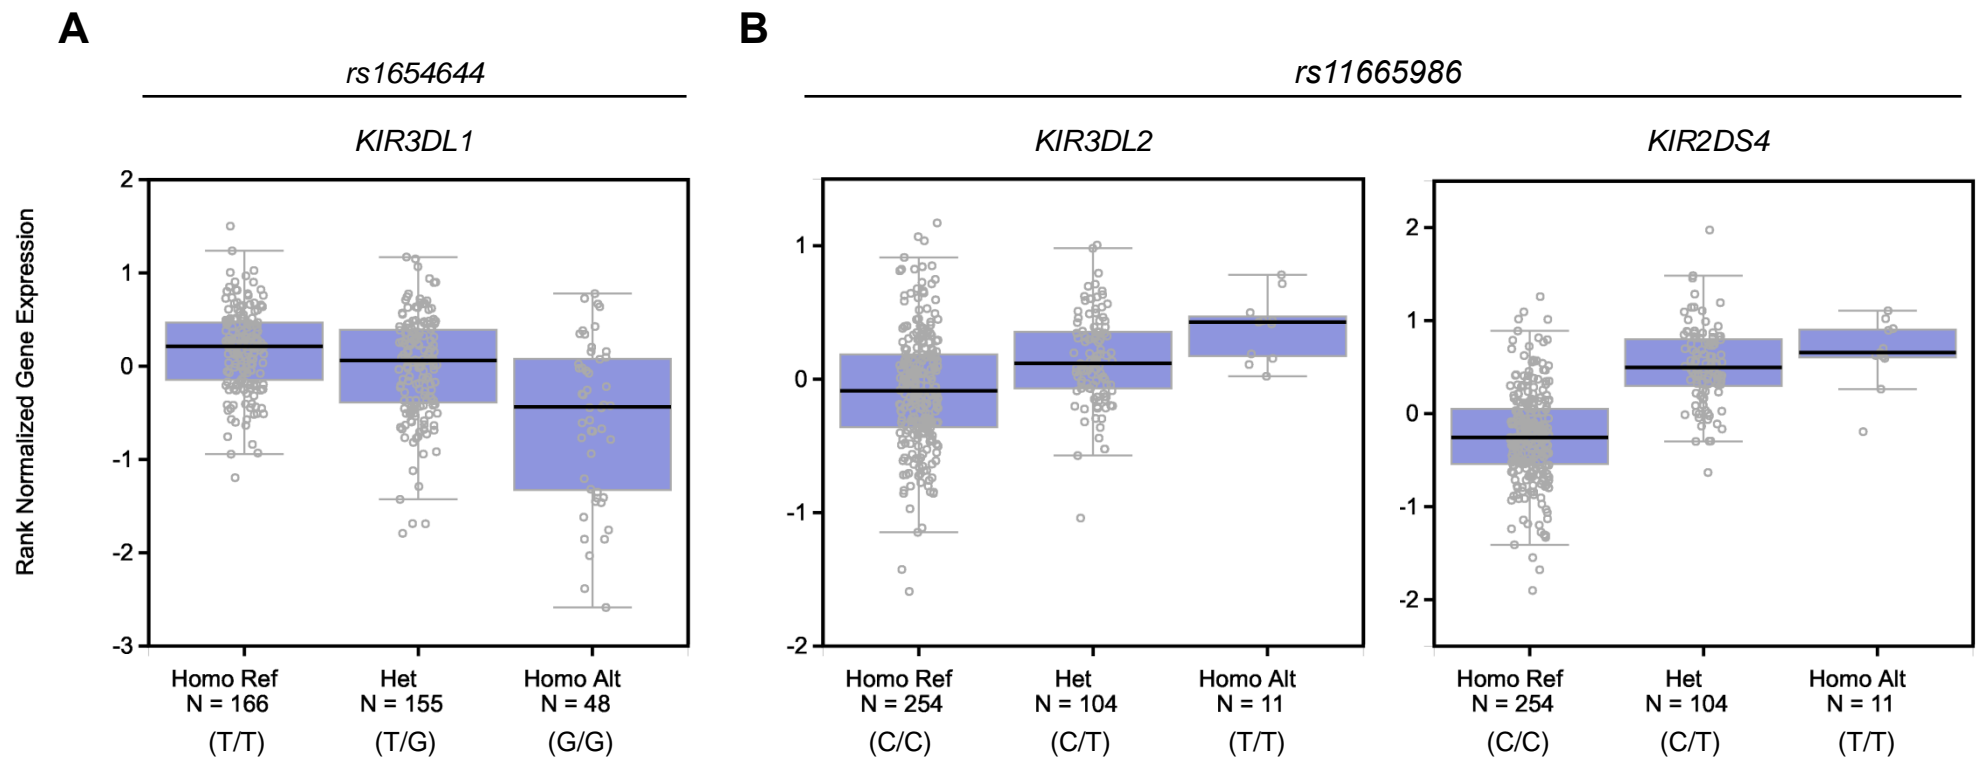 A
B
rs1654644
rs11665986
KIR3DL1
KIR3DL2
KIR2DS4
Rank Normalized Gene Expression
2
1
0
-1
-2
-3
Homo Ref
N = 166
(T/T)
Het
N = 155
(T/G)
Homo Alt
N = 48
(G/G)
1
0
-1
-2
Homo Ref
N = 254
(C/C)
Het
N = 104
(C/T)
Homo Alt
N = 11
(T/T)
2
1
0
-1
-2
Homo Ref
N = 254
(C/C)
Het
N = 104
(C/T)
Homo Alt
N = 11
(T/T)